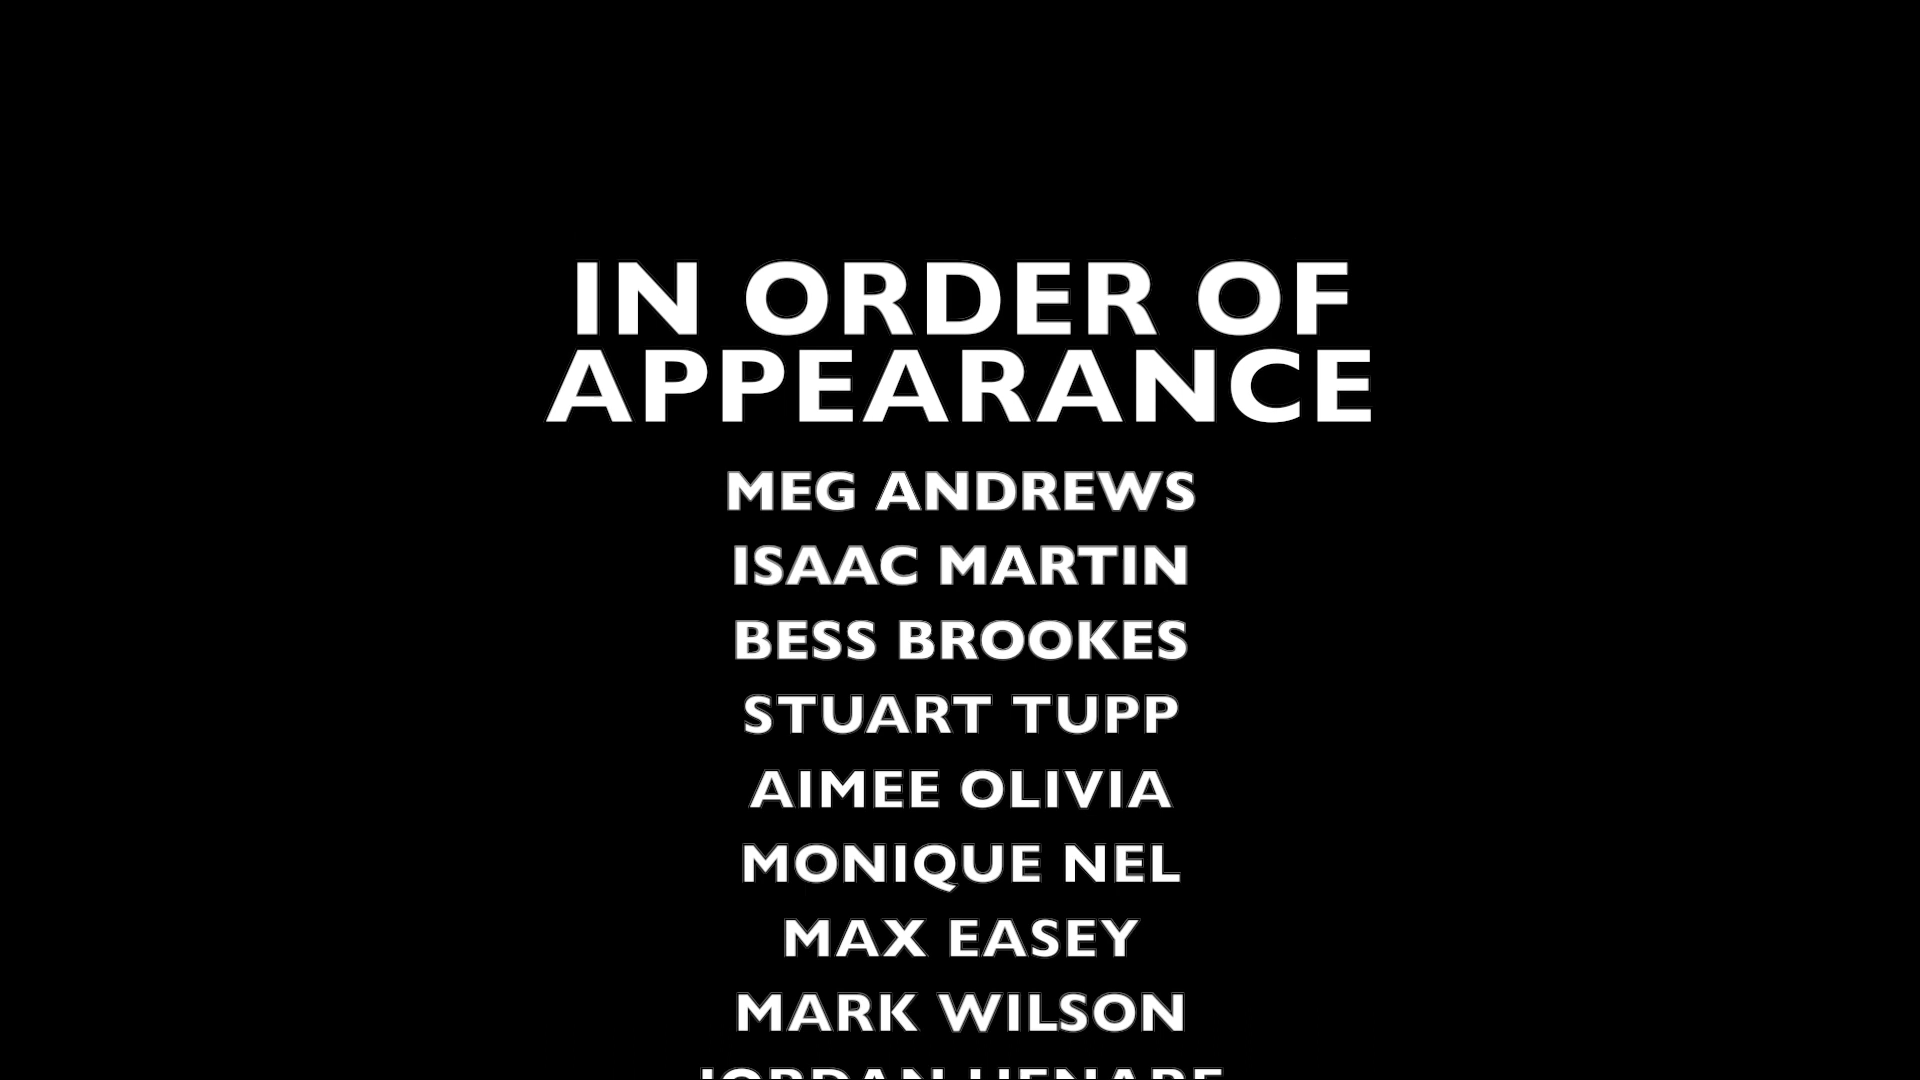 IN ORDER OF
APPEARANCE
MEG ANDREWS
ISAAC MARTIN
BESS BROOKES
STUART TUPP
AIMEE OLIVIA
MONIQUE NEL
MAX EASEY
MARK WILSON
JORDAN HENARE